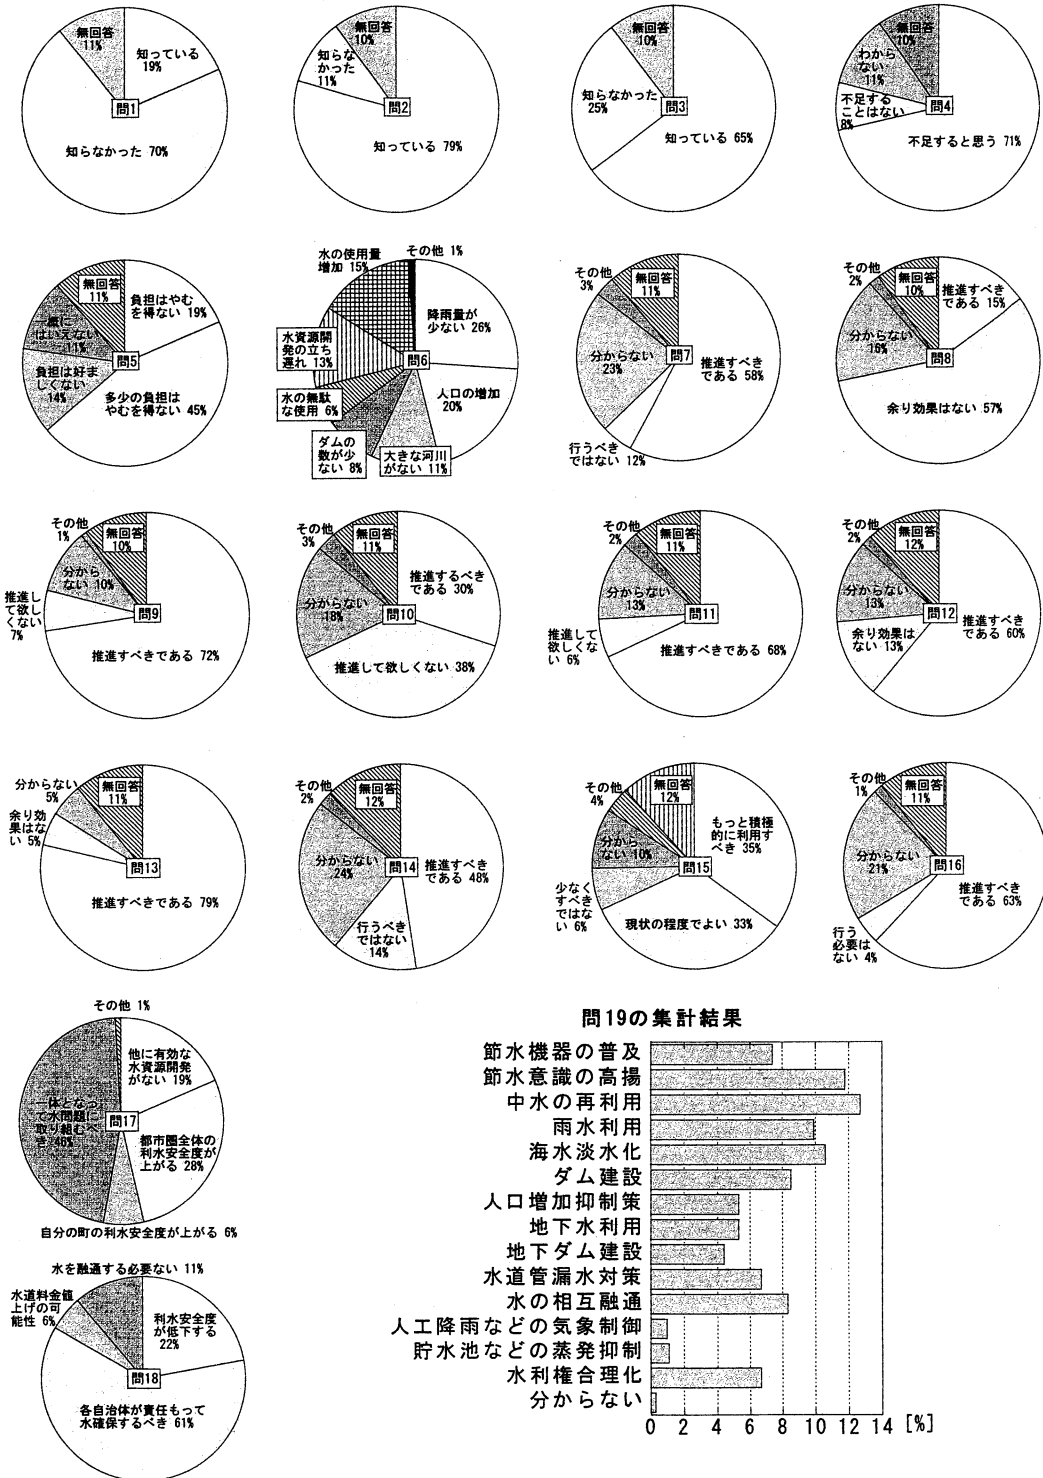 無回答
11%
知っている
19%
問1
知らなかった 70%
無回答
10%
知らな
かった
11%
問2
知っている 79%
無回答
10%
知らなかった
25%
問3
知っている 65%
無回答
10%
わから
ない
11%
不足する
ことはない
8%
問4
不足すると思う 71%
無回答
11%
負担はやむ
を得ない 19%
一概に
はいえない
11%
問5
負担は好ま
しくない
14%
多少の負担は
やむを得ない 45%
水の使用量
増加 15%
その他 1%
降雨量が
少ない 26%
水資源開
発の立ち
遅れ 13%
問6
人口の増加
20%
水の無駄
な使用 6%
ダムの
数が少
ない 8%
大きな河川
がない 11%
その他
3%
無回答
11%
分からない
23%
問7
推進すべき
である 58%
行うべき
ではない 12%
その他
2%
無回答
10%
推進すべき
である 15%
分からない
16%
問8
余り効果はない 57%
その他
1%
無回答
10%
分から
ない 10%
推進し
て欲し
くない
7%
問9
推進すべきである 72%
その他
3%
無回答
11%
推進するべき
である 30%
分からない
18%
問10
推進して欲しくない 38%
その他
2%
無回答
11%
分からない
13%
問11
推進して
欲しくな
い 6%
推進すべきである 68%
その他
2%
無回答
12%
分からない
13%
問12
推進すべき
である 60%
余り効果は
ない 13%
分からない
5%
無回答
11%
余り効
果はな
い 5%
問13
推進すべきである 79%
その他
2%
無回答
12%
分からない
24%
問14
推進すべき
である 48%
行うべき
ではない
14%
その他
4%
無回答
12%
もっと積極
的に利用す
べき 35%
分から
ない 10%
問15
少なく
すべき
ではな
い 6%
現状の程度でよい 33%
その他
1%
無回答
11%
分からない
21%
問16
推進すべき
である 63%
行う
必要は
ない 4%
その他 1%
他に有効な
水資源開発
がない 19%
一体となっ
て水問題に
取り組むべ
き 46%
問17
都市圏全体の
利水安全度が
上がる 28%
自分の町の利水安全度が上がる 6%
水を融通する必要ない 11%
水道料金値
上げの可
能性 6%
利水安全度
が低下する
22%
問18
各自治体が責任もって
水確保するべき 61%
問19の集計結果
節水機器の普及
節水意識の高揚
中水の再利用
雨水利用
海水淡水化
ダム建設
人口増加抑制策
地下水利用
地下ダム建設
水道管漏水対策
水の相互融通
人工降雨などの気象制御
貯水池などの蒸発抑制
水利権合理化
分からない
0 2 4 6 8 10 12 14 [%]